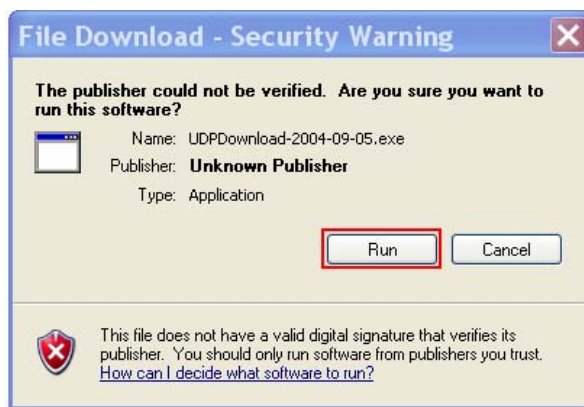 File Download - Security Warning
The publisher could not be verified.  Are you sure you want to
run this software?
Name: UDPDownload-2004-09-05.exe
Publisher: Unknown Publisher
Type: Application
Run Cancel
This file does not have a valid digital signature that verifies its
publisher.  You should only run software from publishers you trust.
How can I decide what software to run?